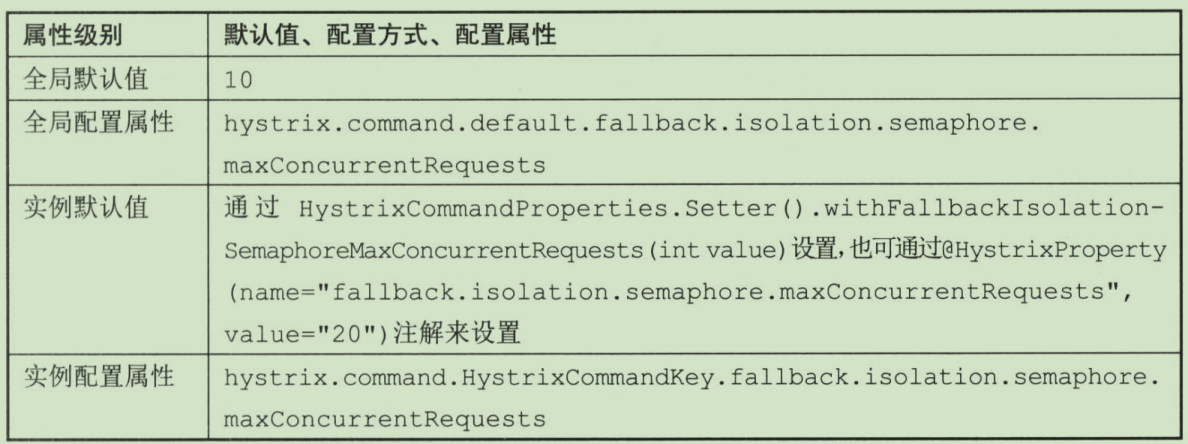 属性级别 默认值、配置方式、配置属性
全局默认值 10
全局配置属性 hystrix.command.default.fallback.isolation.semaphore.
maxConcurrentRequests
实例默认值 通过 HystrixCommandProperties.Setter().withFallbackIsolation-
SemaphoreMaxConcurrentRequests(int value)设置,也可通过@HystrixProperty
(name="fallback.isolation.semaphore.maxConcurrentRequests",
value="20")注解来设置
实例配置属性 hystrix.command.HystrixCommandKey.fallback.isolation.semaphore.
maxConcurrentRequests